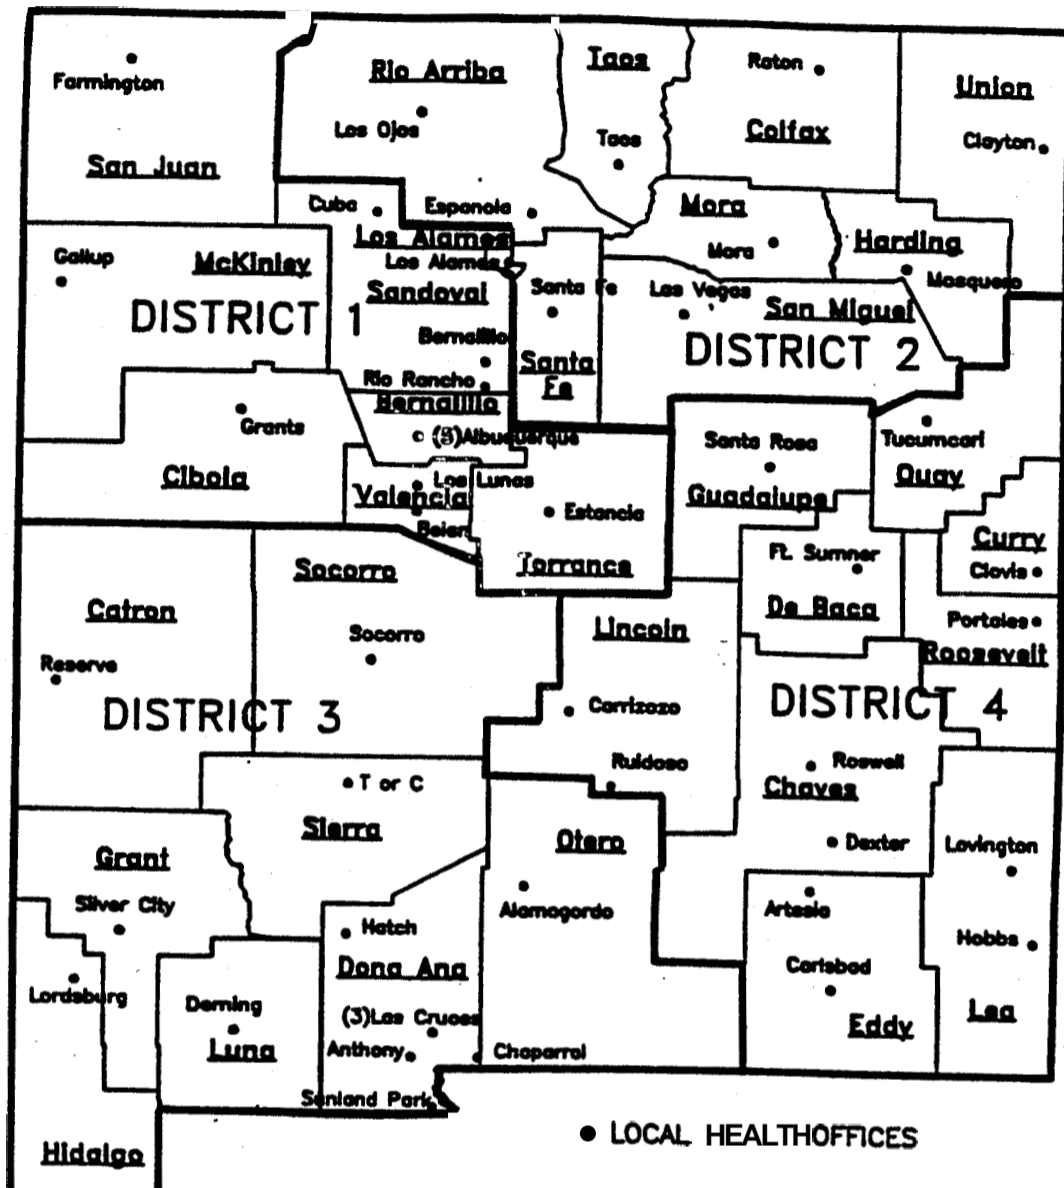 Farmington
San Juan
Rio Arriba
Los Ojos
Taos
Taos
Raton
Colfax
Union
Clayton
Cuba
Espanola
Los Alamos
Los Alamos
Mora
Mora
Harding
Mosquero
Gallup
McKinley
Sandoval
Santa Fe
Las Vegas
San Miguel
DISTRICT 1
Bernalillo
DISTRICT 2
Santa
Fe
Rio Rancho
Bernalillo
Grants
(5)Albuquerque
Santa Rosa
Tucumcari
Cibola
Los Lunas
Valencia
Guadalupe
Quay
Belen
Estancia
Torrance
Curry
Clovis
Ft. Sumner
De Baca
Socorro
Catron
Socorro
Reserve
Lincoln
Portales
Roosevelt
DISTRICT 3
Carrizozo
DISTRICT 4
Ruidoso
Roswell
Chaves
T or C
Sierra
Otero
Dexter
Lovington
Grant
Silver City
Alamogordo
Artesia
Hatch
Dona Ana
Carlsbad
Hobbs
Lordsburg
Deming
Luna
(3)Las Cruces
Anthony
Chaparral
Eddy
Lea
Sunland Park
Hidalgo
LOCAL HEALTHOFFICES